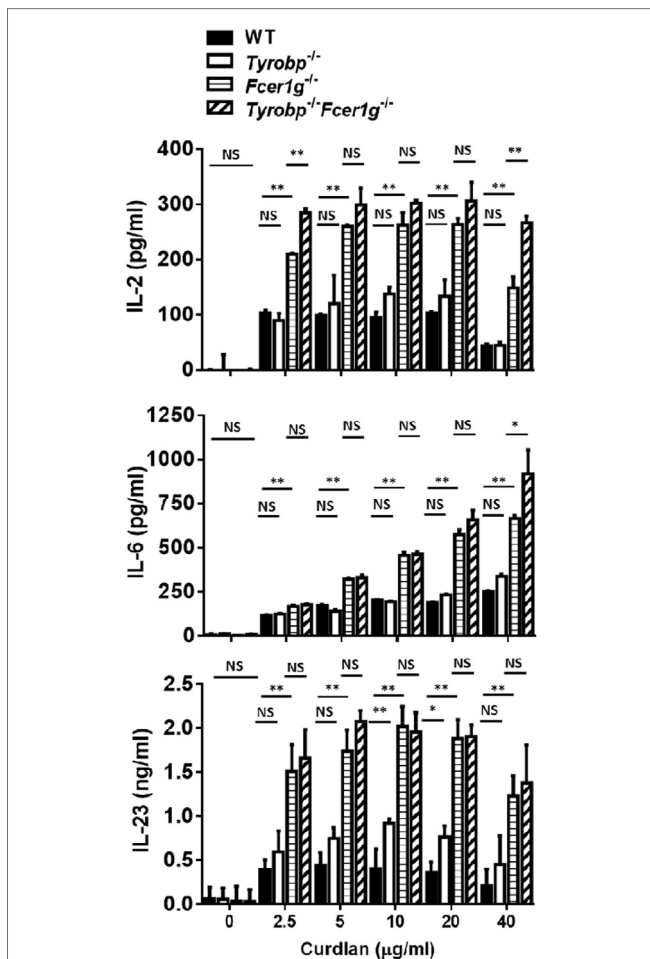 WT
Tyrobp-/-
Fcer1g-/-
Tyrobp-/-Fcer1g-/-
NS ** NS NS NS **
** ** ** ** **
NS NS NS NS NS
IL-2 (pg/ml)
400
300
200
100
0
NS NS NS NS NS *
** ** ** ** **
NS NS NS NS NS
IL-6 (pg/ml)
1250
1000
750
500
250
0
NS NS NS NS NS NS
** ** ** ** **
NS NS ** * NS
IL-23 (ng/ml)
2.5
2.0
1.5
1.0
0.5
0.0
0 2.5 5 10 20 40
Curdlan (μg/ml)